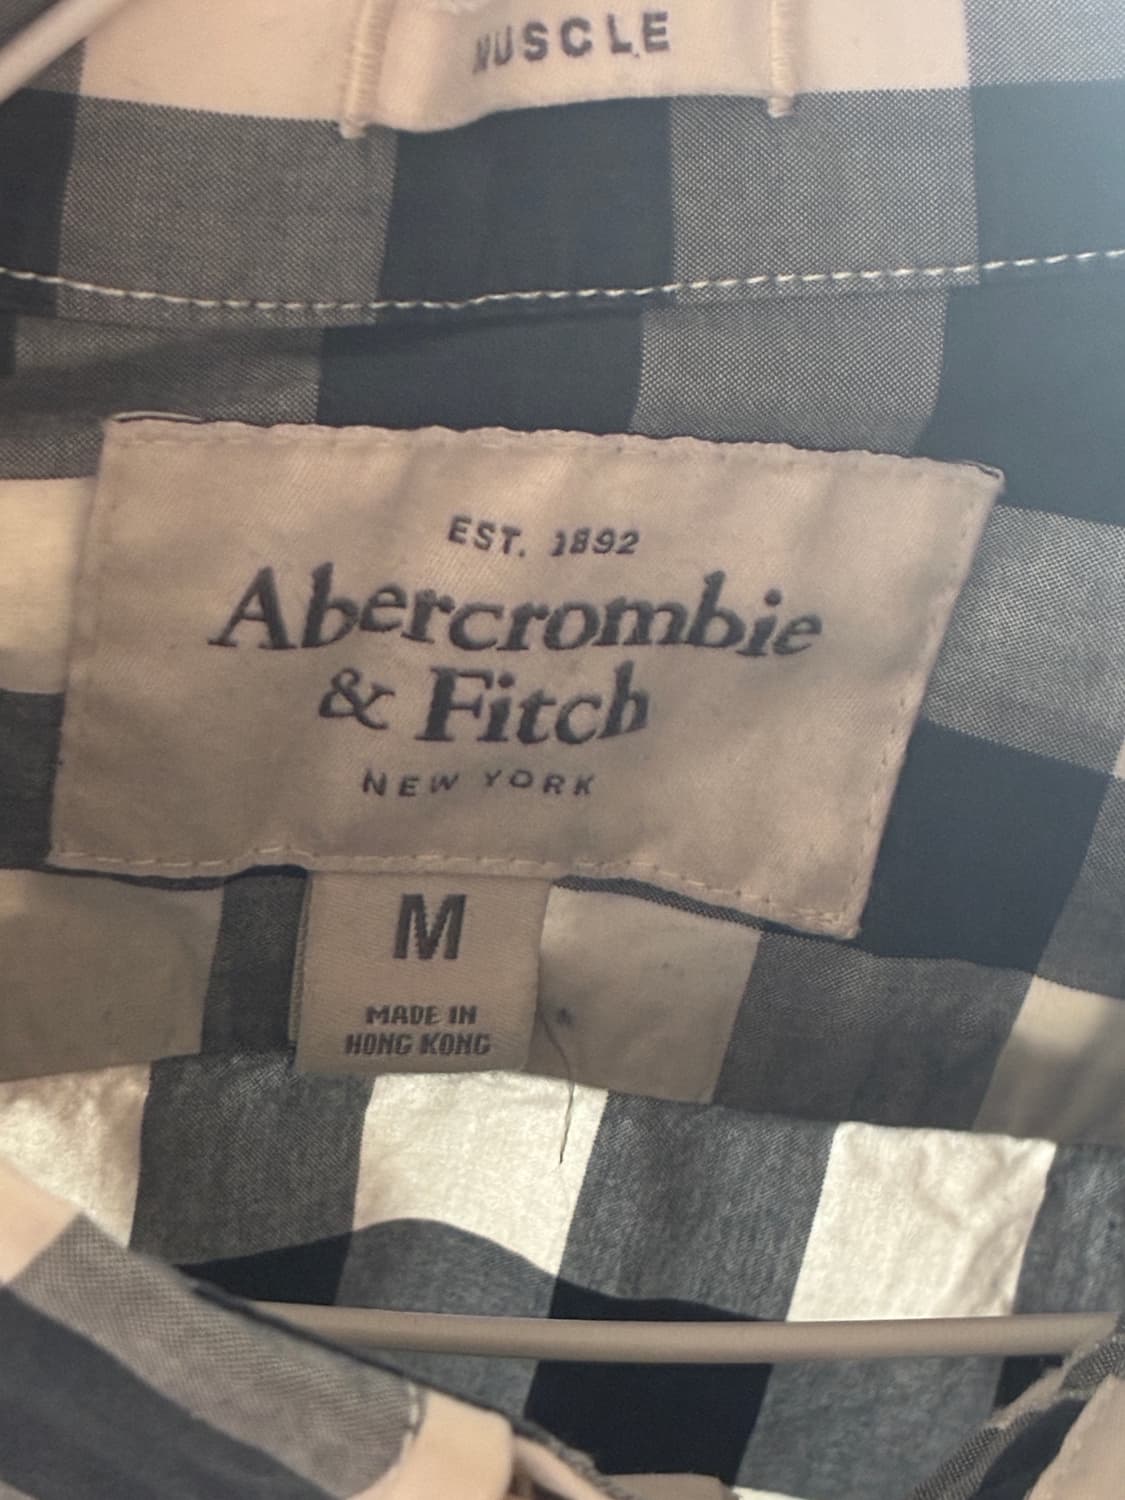 MUSCLE
EST. 1892
Abercrombie
& Fitch
NEW YORK
M
MADE IN
HONG KONG